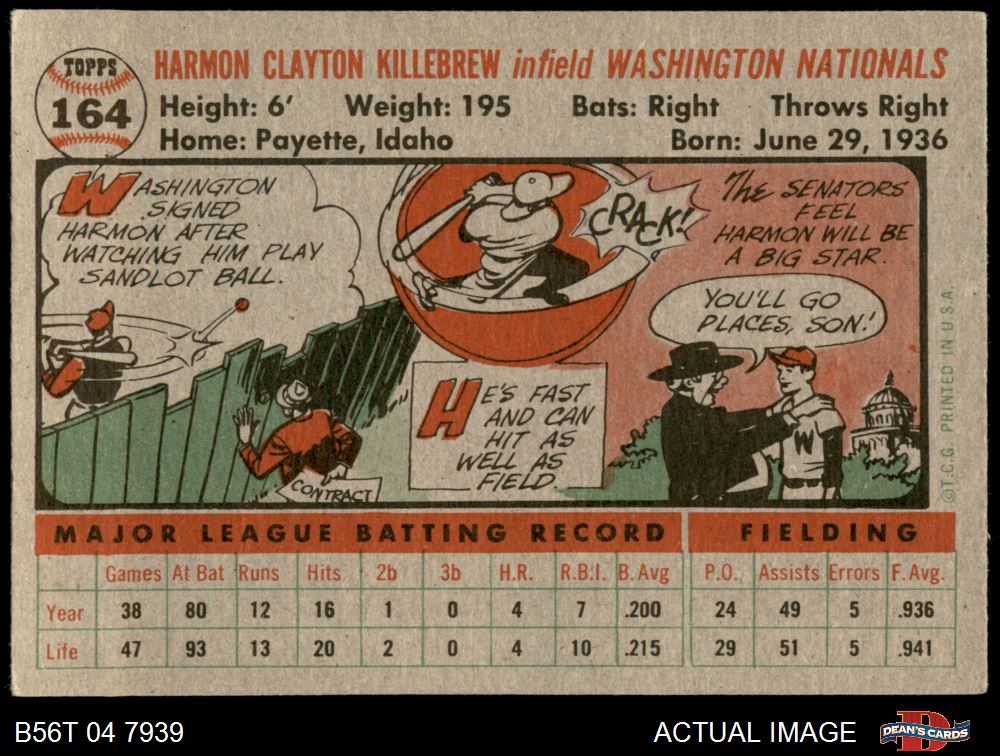 TOPPS
164
HARMON CLAYTON KILLEBREW infield WASHINGTON NATIONALS
Height: 6' Weight: 195 Bats: Right Throws Right
Home: Payette, Idaho Born: June 29, 1936
WASHINGTON
SIGNED
HARMON AFTER
WATCHING HIM PLAY
SANDLOT BALL.
CONTRACT
CRACK!
HE'S FAST
AND CAN
HIT AS
WELL AS
FIELD.
The SENATORS
FEEL
HARMON WILL BE
A BIG STAR.
YOU'LL GO
PLACES, SON!
W
©T.C.G. PRINTED IN U.S.A.
MAJOR LEAGUE BATTING RECORD FIELDING
Games At Bat Runs Hits 2b 3b H.R. R.B.I. B.Avg P.O. Assists Errors F.Avg.
Year 38 80 12 16 1 0 4 7 .200 24 49 5 .936
Life 47 93 13 20 2 0 4 10 .215 29 51 5 .941
B56T 04 7939 ACTUAL IMAGE D DEAN'S CARDS